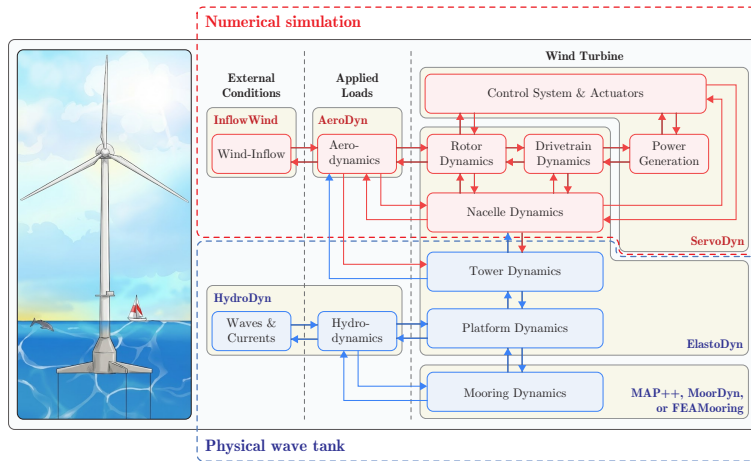 Numerical simulation
External
Conditions
Applied
Loads
Wind Turbine
Control System & Actuators
InflowWind
AeroDyn
Wind-Inflow
Aero-
dynamics
Rotor
Dynamics
Drivetrain
Dynamics
Power
Generation
Nacelle Dynamics
ServoDyn
Tower Dynamics
HydroDyn
Waves &
Currents
Hydro-
dynamics
Platform Dynamics
ElastoDyn
Mooring Dynamics
MAP++, MoorDyn,
or FEAMooring
Physical wave tank